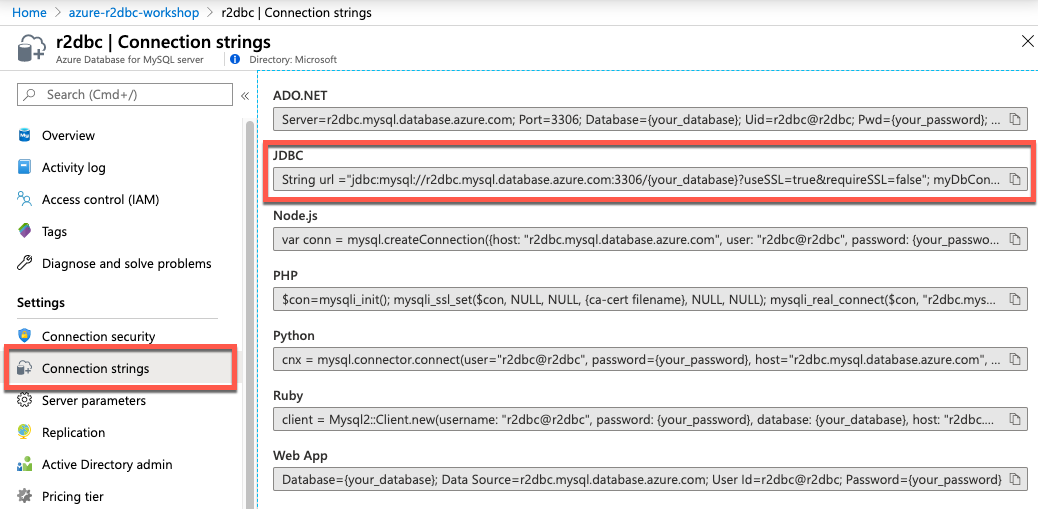 Home > azure-r2dbc-workshop > r2dbc | Connection strings
r2dbc | Connection strings
Azure Database for MySQL server
Directory: Microsoft
Search (Cmd+/)
Overview
Activity log
Access control (IAM)
Tags
Diagnose and solve problems
Settings
Connection security
Connection strings
Server parameters
Replication
Active Directory admin
Pricing tier
ADO.NET
Server=r2dbc.mysql.database.azure.com; Port=3306; Database={your_database}; Uid=r2dbc@r2dbc; Pwd={your_password}; ...
JDBC
String url ="jdbc:mysql://r2dbc.mysql.database.azure.com:3306/{your_database}?useSSL=true&requireSSL=false"; myDbCon...
Node.js
var conn = mysql.createConnection({host: "r2dbc.mysql.database.azure.com", user: "r2dbc@r2dbc", password: {your_passwo...
PHP
$con=mysqli_init(); mysqli_ssl_set($con, NULL, NULL, {ca-cert filename}, NULL, NULL); mysqli_real_connect($con, "r2dbc.mys...
Python
cnx = mysql.connector.connect(user="r2dbc@r2dbc", password={your_password}, host="r2dbc.mysql.database.azure.com", ...
Ruby
client = Mysql2::Client.new(username: "r2dbc@r2dbc", password: {your_password}, database: {your_database}, host: "r2dbc....
Web App
Database={your_database}; Data Source=r2dbc.mysql.database.azure.com; User Id=r2dbc@r2dbc; Password={your_password}